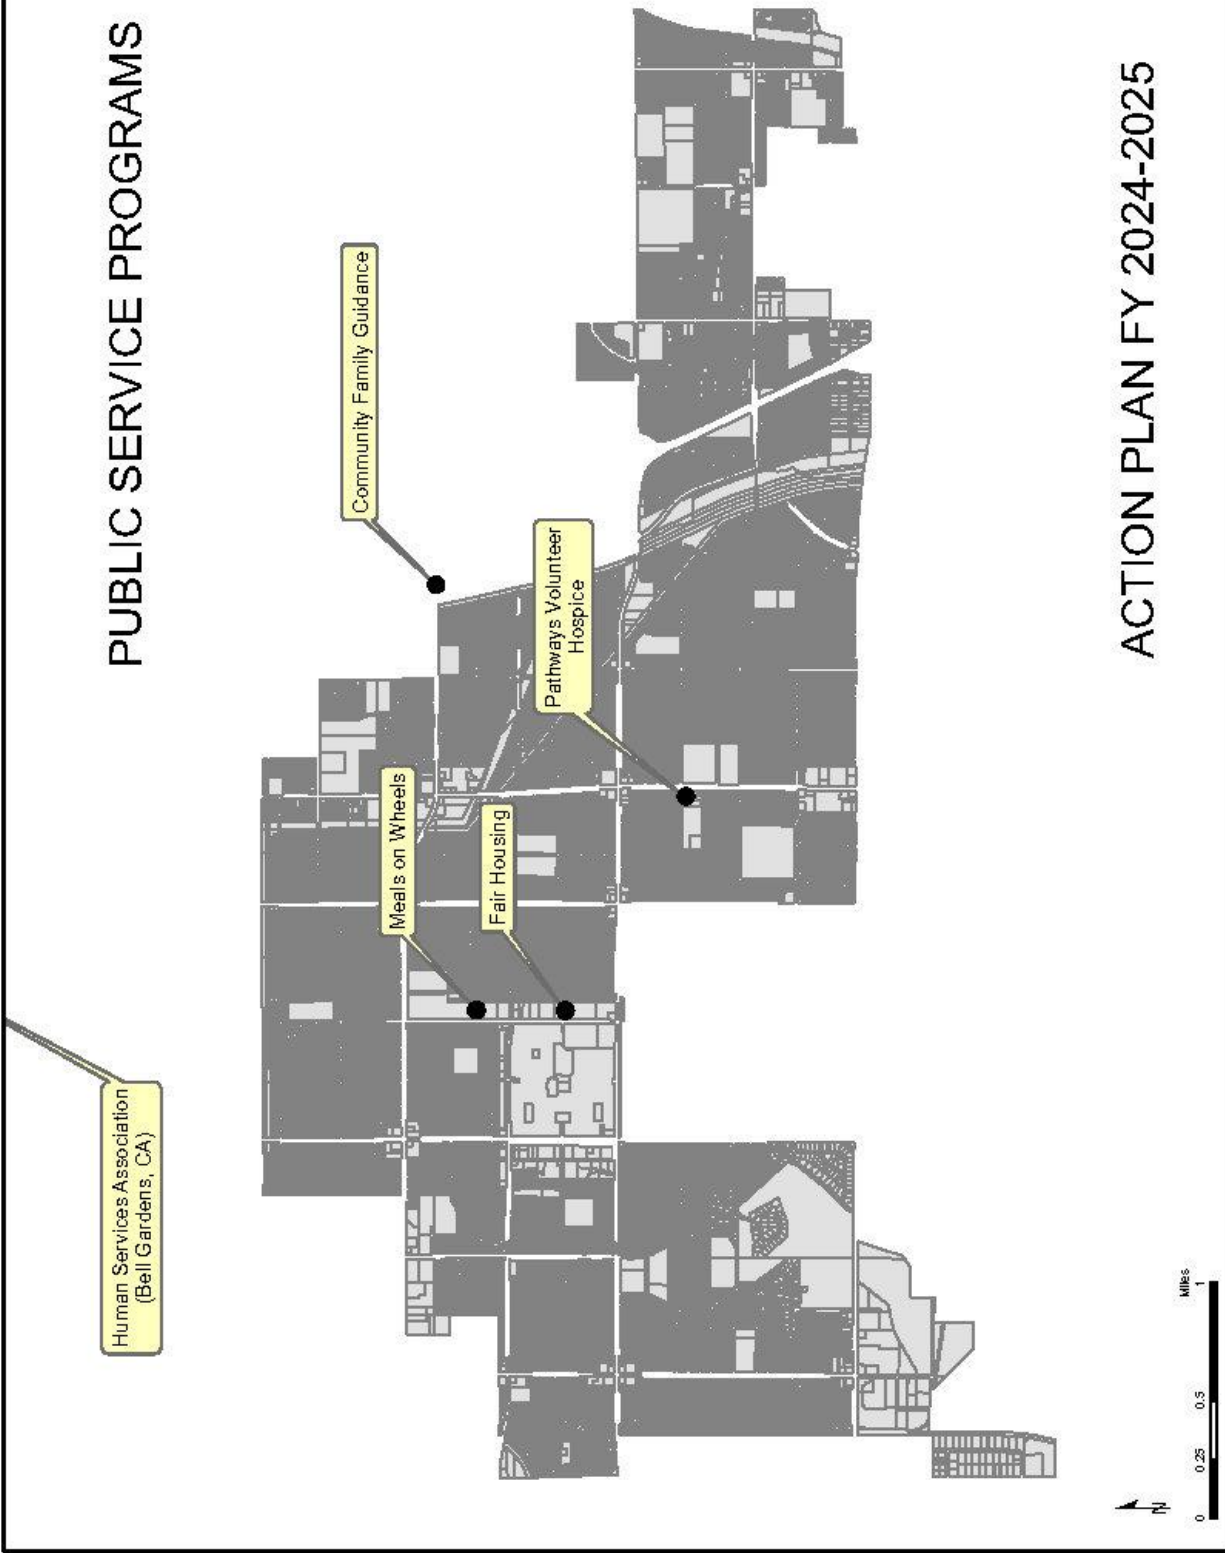 PUBLIC SERVICE PROGRAMS
Human Services Association
(Bell Gardens, CA)
Community Family Guidance
Meals on Wheels
Fair Housing
Pathways Volunteer
Hospice
ACTION PLAN FY 2024-2025
N
Miles
0 0.25 0.5 1